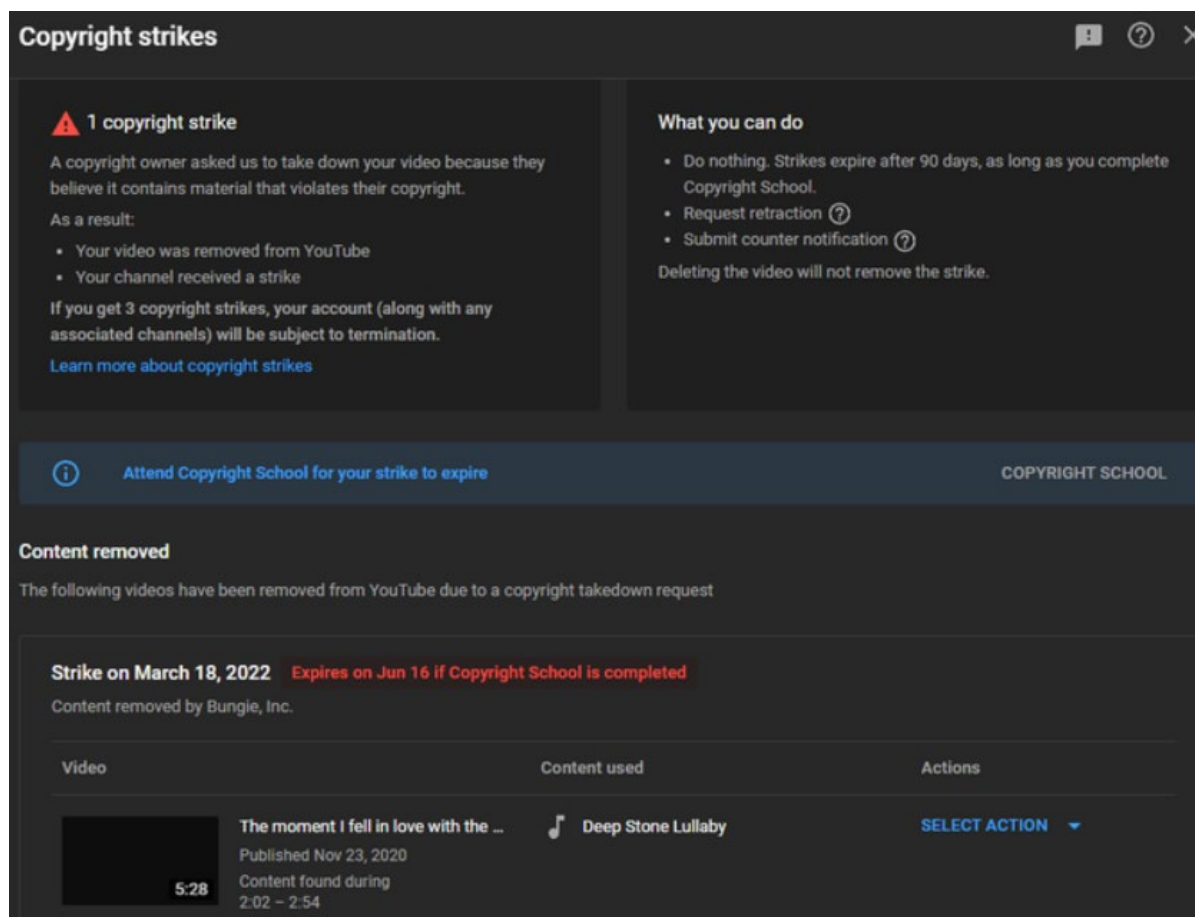 Copyright strikes
1 copyright strike
A copyright owner asked us to take down your video because they
believe it contains material that violates their copyright.
As a result:
• Your video was removed from YouTube
• Your channel received a strike
If you get 3 copyright strikes, your account (along with any
associated channels) will be subject to termination.
Learn more about copyright strikes
What you can do
• Do nothing. Strikes expire after 90 days, as long as you complete
Copyright School.
• Request retraction ?
• Submit counter notification ?
Deleting the video will not remove the strike.
Attend Copyright School for your strike to expire
COPYRIGHT SCHOOL
Content removed
The following videos have been removed from YouTube due to a copyright takedown request
Strike on March 18, 2022 Expires on Jun 16 if Copyright School is completed
Content removed by Bungie, Inc.
Video Content used Actions
5:28
The moment I fell in love with the ...
Published Nov 23, 2020
Content found during
2:02 – 2:54
Deep Stone Lullaby
SELECT ACTION